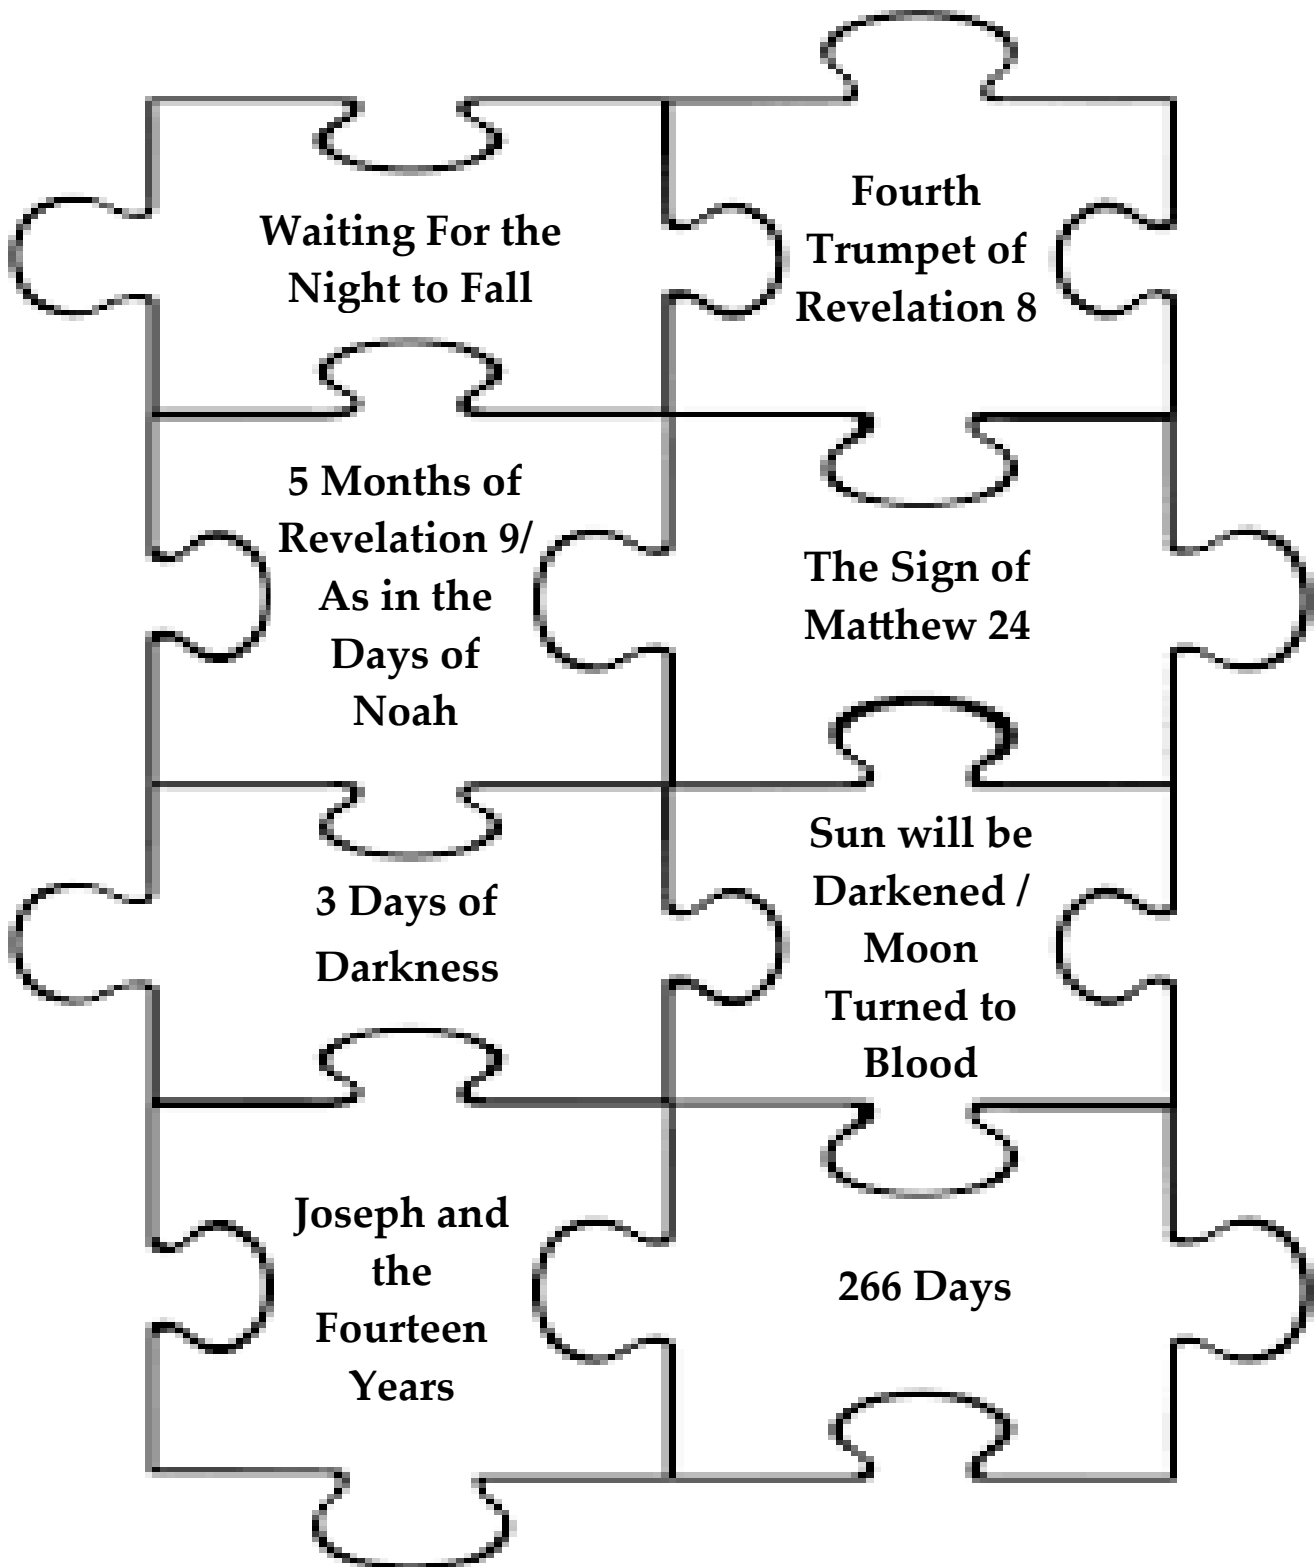 Waiting For the
Night to Fall
Fourth
Trumpet of
Revelation 8
5 Months of
Revelation 9/
As in the
Days of
Noah
The Sign of
Matthew 24
3 Days of
Darkness
Sun will be
Darkened /
Moon
Turned to
Blood
Joseph and
the
Fourteen
Years
266 Days